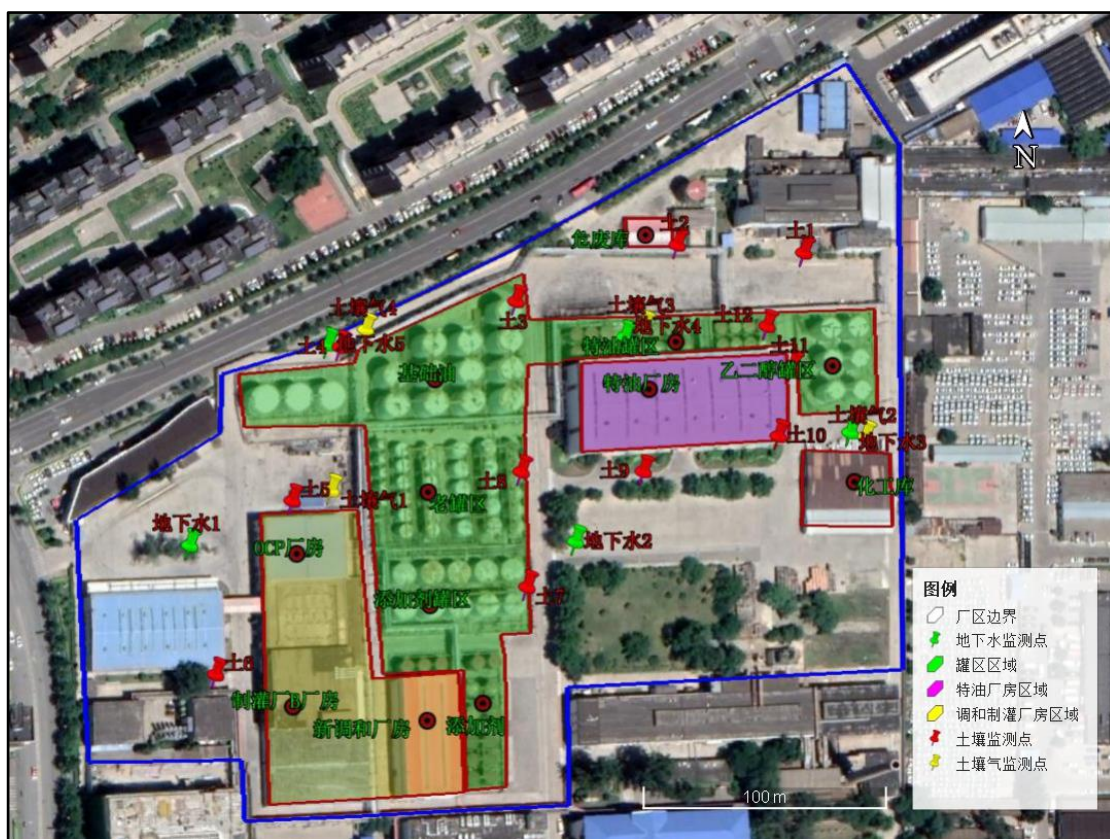 N
土2
危废库
土1
土壤气4
土3
土壤气3
土12
土4
地下水5
地下水4
特油罐区
土11
基础油
乙二醇罐区
特油厂房
土壤气2
土10
地下水3
土9
土8
化工库
土5
土壤气1
老罐区
地下水1
地下水2
OCP厂房
添加剂罐区
土7
土6
制灌厂B厂房
新调和厂房
添加剂
100 m
图例
厂区边界
地下水监测点
罐区区域
特油厂房区域
调和制灌厂房区域
土壤监测点
土壤气监测点